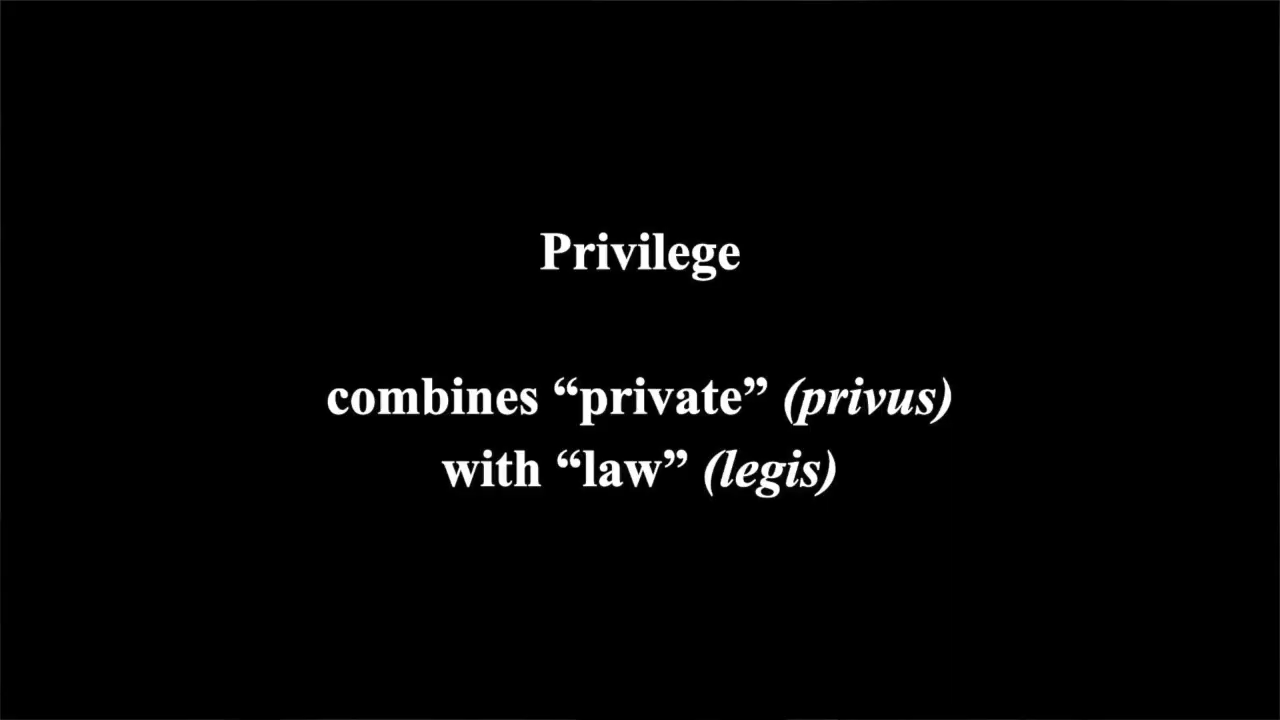 Privilege
combines “private” (privus)
with “law” (legis)